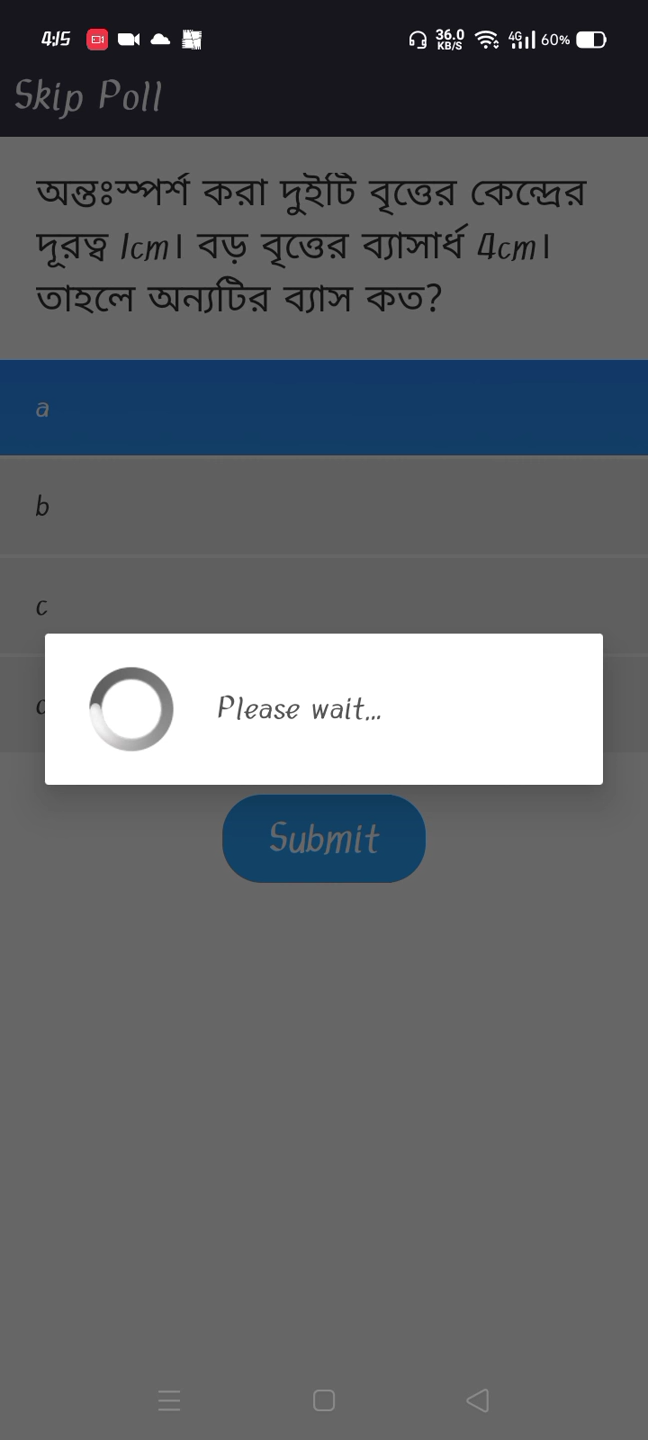 4:15
36.0
KB/S
4G
60%
Skip Poll
অন্তঃস্পর্শ করা দুইটি বৃত্তের কেন্দ্রের
দূরত্ব 1cm। বড় বৃত্তের ব্যাসার্ধ 4cm।
তাহলে অন্যটির ব্যাস কত?
a
b
c
Please wait...
Submit